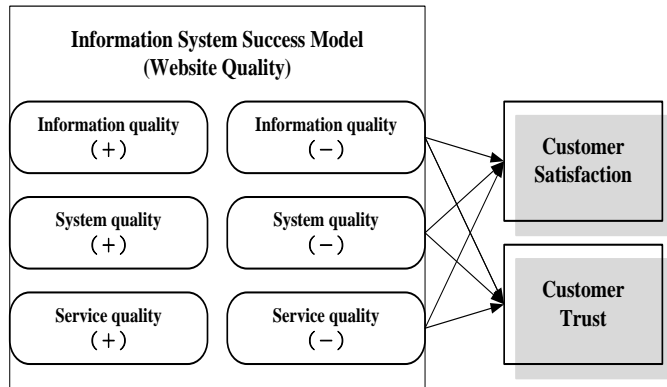 Information System Success Model
(Website Quality)
Information quality
(+)
Information quality
(−)
System quality
(+)
System quality
(−)
Service quality
(+)
Service quality
(−)
Customer
Satisfaction
Customer
Trust